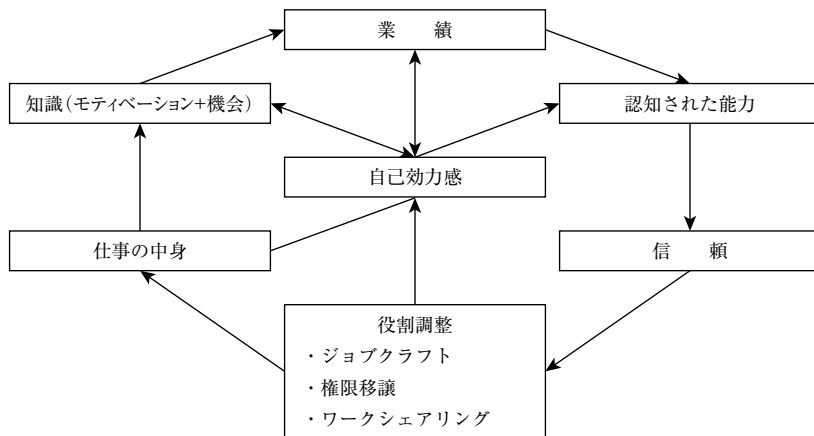 業　　績
知識（モティベーション+機会）
認知された能力
自己効力感
仕事の中身
信　　頼
役割調整
・ジョブクラフト
・権限移譲
・ワークシェアリング